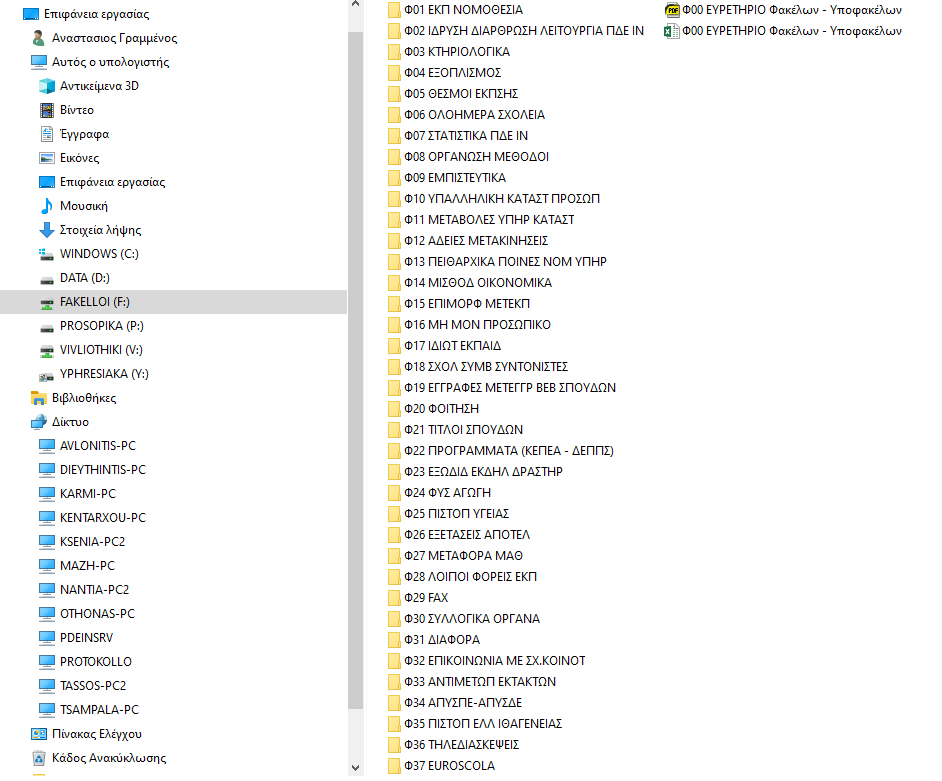 Επιφάνεια εργασίας
Αναστασιος Γραμμένος
Αυτός ο υπολογιστής
Αντικείμενα 3D
Βίντεο
Έγγραφα
Εικόνες
Επιφάνεια εργασίας
Μουσική
Στοιχεία λήψης
WINDOWS (C:)
DATA (D:)
FAKELLOI (F:)
PROSOPIKA (P:)
VIVLIOTHIKI (V:)
YPHRESIAKA (Y:)
Βιβλιοθήκες
Δίκτυο
AVLONITIS-PC
DIEYTHINTIS-PC
KARMI-PC
KENTARXOU-PC
KSENIA-PC2
MAZH-PC
NANTIA-PC2
OTHONAS-PC
PDEINSRV
PROTOKOLLO
TASSOS-PC2
TSAMPALA-PC
Πίνακας Ελέγχου
Κάδος Ανακύκλωσης
Φ01 ΕΚΠ ΝΟΜΟΘΕΣΙΑ
Φ02 ΙΔΡΥΣΗ ΔΙΑΡΘΡΩΣΗ ΛΕΙΤΟΥΡΓΙΑ ΠΔΕ ΙΝ
Φ03 ΚΤΗΡΙΟΛΟΓΙΚΑ
Φ04 ΕΞΟΠΛΙΣΜΟΣ
Φ05 ΘΕΣΜΟΙ ΕΚΠΣΗΣ
Φ06 ΟΛΟΗΜΕΡΑ ΣΧΟΛΕΙΑ
Φ07 ΣΤΑΤΙΣΤΙΚΑ ΠΔΕ ΙΝ
Φ08 ΟΡΓΑΝΩΣΗ ΜΕΘΟΔΟΙ
Φ09 ΕΜΠΙΣΤΕΥΤΙΚΑ
Φ10 ΥΠΑΛΛΗΛΙΚΗ ΚΑΤΑΣΤ ΠΡΟΣΩΠ
Φ11 ΜΕΤΑΒΟΛΕΣ ΥΠΗΡ ΚΑΤΑΣΤ
Φ12 ΑΔΕΙΕΣ ΜΕΤΑΚΙΝΗΣΕΙΣ
Φ13 ΠΕΙΘΑΡΧΙΚΑ ΠΟΙΝΕΣ ΝΟΜ ΥΠΗΡ
Φ14 ΜΙΣΘΟΔ ΟΙΚΟΝΟΜΙΚΑ
Φ15 ΕΠΙΜΟΡΦ ΜΕΤΕΚΠ
Φ16 ΜΗ ΜΟΝ ΠΡΟΣΩΠΙΚΟ
Φ17 ΙΔΙΩΤ ΕΚΠΑΙΔ
Φ18 ΣΧΟΛ ΣΥΜΒ ΣΥΝΤΟΝΙΣΤΕΣ
Φ19 ΕΓΓΡΑΦΕΣ ΜΕΤΕΓΓΡ ΒΕΒ ΣΠΟΥΔΩΝ
Φ20 ΦΟΙΤΗΣΗ
Φ21 ΤΙΤΛΟΙ ΣΠΟΥΔΩΝ
Φ22 ΠΡΟΓΡΑΜΜΑΤΑ (ΚΕΠΕΑ - ΔΕΠΠΣ)
Φ23 ΕΞΩΔΙΔ ΕΚΔΗΛ ΔΡΑΣΤΗΡ
Φ24 ΦΥΣ ΑΓΩΓΗ
Φ25 ΠΙΣΤΟΠ ΥΓΕΙΑΣ
Φ26 ΕΞΕΤΑΣΕΙΣ ΑΠΟΤΕΛ
Φ27 ΜΕΤΑΦΟΡΑ ΜΑΘ
Φ28 ΛΟΙΠΟΙ ΦΟΡΕΙΣ ΕΚΠ
Φ29 FAX
Φ30 ΣΥΛΛΟΓΙΚΑ ΟΡΓΑΝΑ
Φ31 ΔΙΑΦΟΡΑ
Φ32 ΕΠΙΚΟΙΝΩΝΙΑ ΜΕ ΣΧ.ΚΟΙΝΟΤ
Φ33 ΑΝΤΙΜΕΤΩΠ ΕΚΤΑΚΤΩΝ
Φ34 ΑΠΥΣΠΕ-ΑΠΥΣΔΕ
Φ35 ΠΙΣΤΟΠ ΕΛΛ ΙΘΑΓΕΝΕΙΑΣ
Φ36 ΤΗΛΕΔΙΑΣΚΕΨΕΙΣ
Φ37 EUROSCOLA
PDF Φ00 ΕΥΡΕΤΗΡΙΟ Φακέλων - Υποφακέλων
Φ00 ΕΥΡΕΤΗΡΙΟ Φακέλων - Υποφακέλων